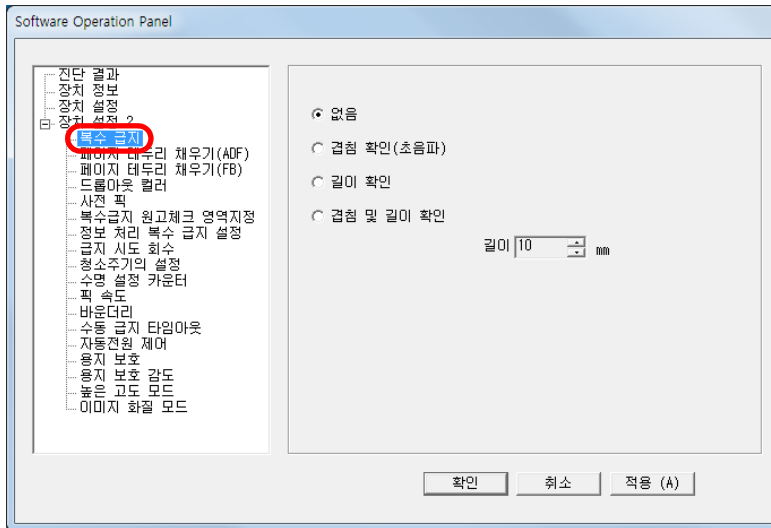 Software Operation Panel
진단 결과
장치 정보
장치 설정
장치 설정 2
복수 급지
페이지 테두리 채우기(ADF)
페이지 테두리 채우기(FB)
드롭아웃 컬러
사전 픽
복수급지 원고체크 영역지정
정보 처리 복수 급지 설정
급지 시도 회수
청소주기의 설정
수명 설정 카운터
픽 속도
바운더리
수동 급지 타임아웃
자동전원 제어
용지 보호
용지 보호 감도
높은 고도 모드
이미지 화질 모드
없음
겹침 확인(초음파)
길이 확인
겹침 및 길이 확인
길이 10 mm
확인 취소 적용 (A)